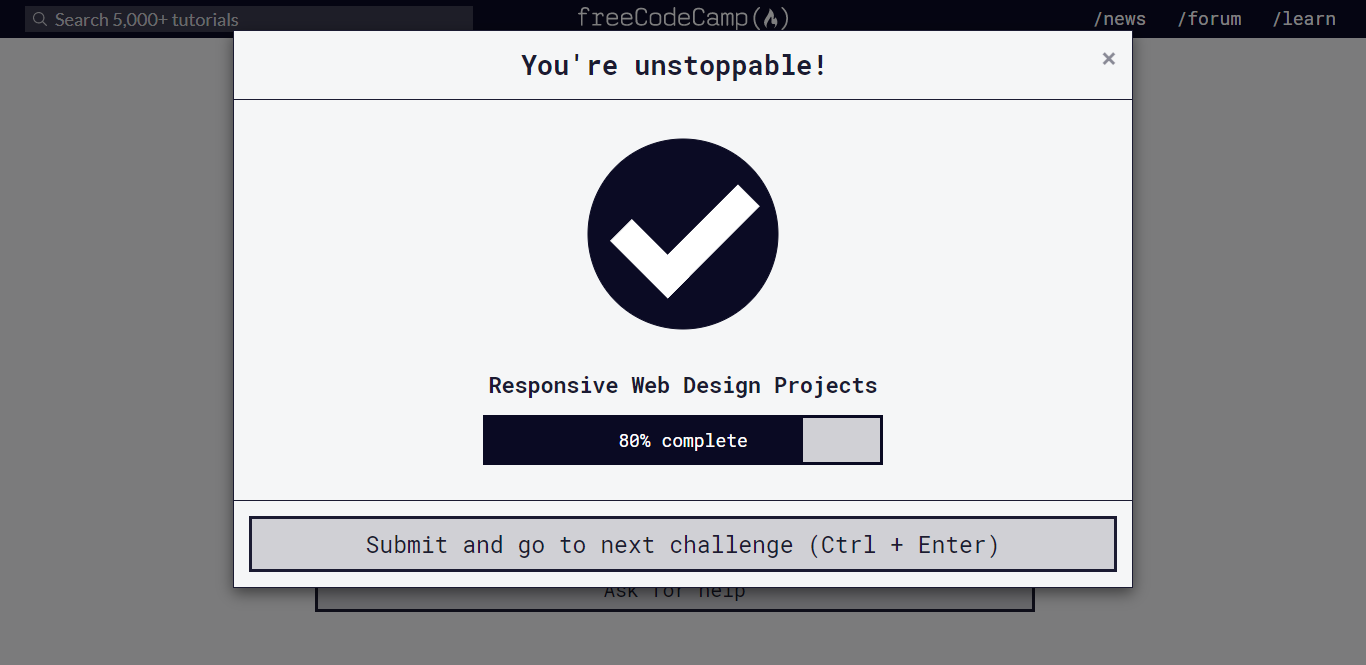 Search 5,000+ tutorials
freeCodeCamp
/news /forum /learn
You're unstoppable!
×
Responsive Web Design Projects
80% complete
Submit and go to next challenge (Ctrl + Enter)
Ask for help